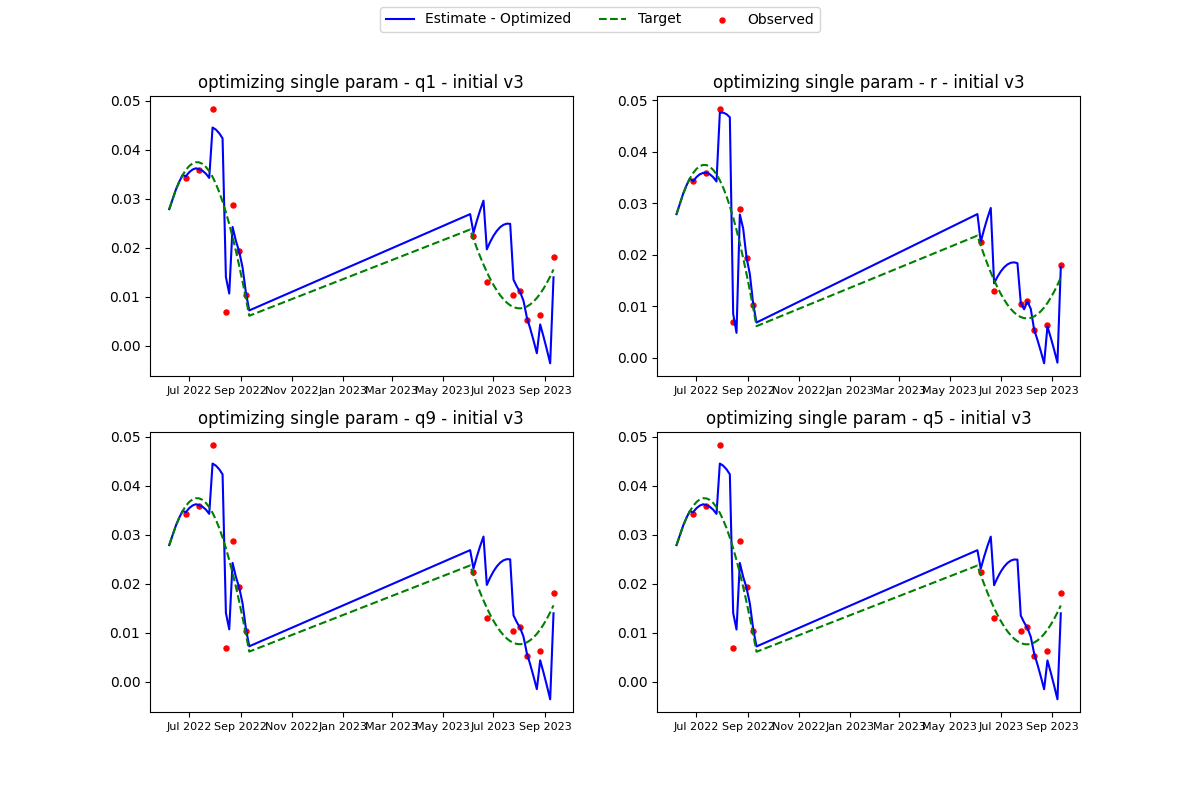 Estimate - Optimized Target Observed
optimizing single param - q1 - initial v3
0.05
0.04
0.03
0.02
0.01
0.00
Jul 2022 Sep 2022 Nov 2022 Jan 2023 Mar 2023 May 2023 Jul 2023 Sep 2023
optimizing single param - r - initial v3
0.05
0.04
0.03
0.02
0.01
0.00
Jul 2022 Sep 2022 Nov 2022 Jan 2023 Mar 2023 May 2023 Jul 2023 Sep 2023
optimizing single param - q9 - initial v3
0.05
0.04
0.03
0.02
0.01
0.00
Jul 2022 Sep 2022 Nov 2022 Jan 2023 Mar 2023 May 2023 Jul 2023 Sep 2023
optimizing single param - q5 - initial v3
0.05
0.04
0.03
0.02
0.01
0.00
Jul 2022 Sep 2022 Nov 2022 Jan 2023 Mar 2023 May 2023 Jul 2023 Sep 2023